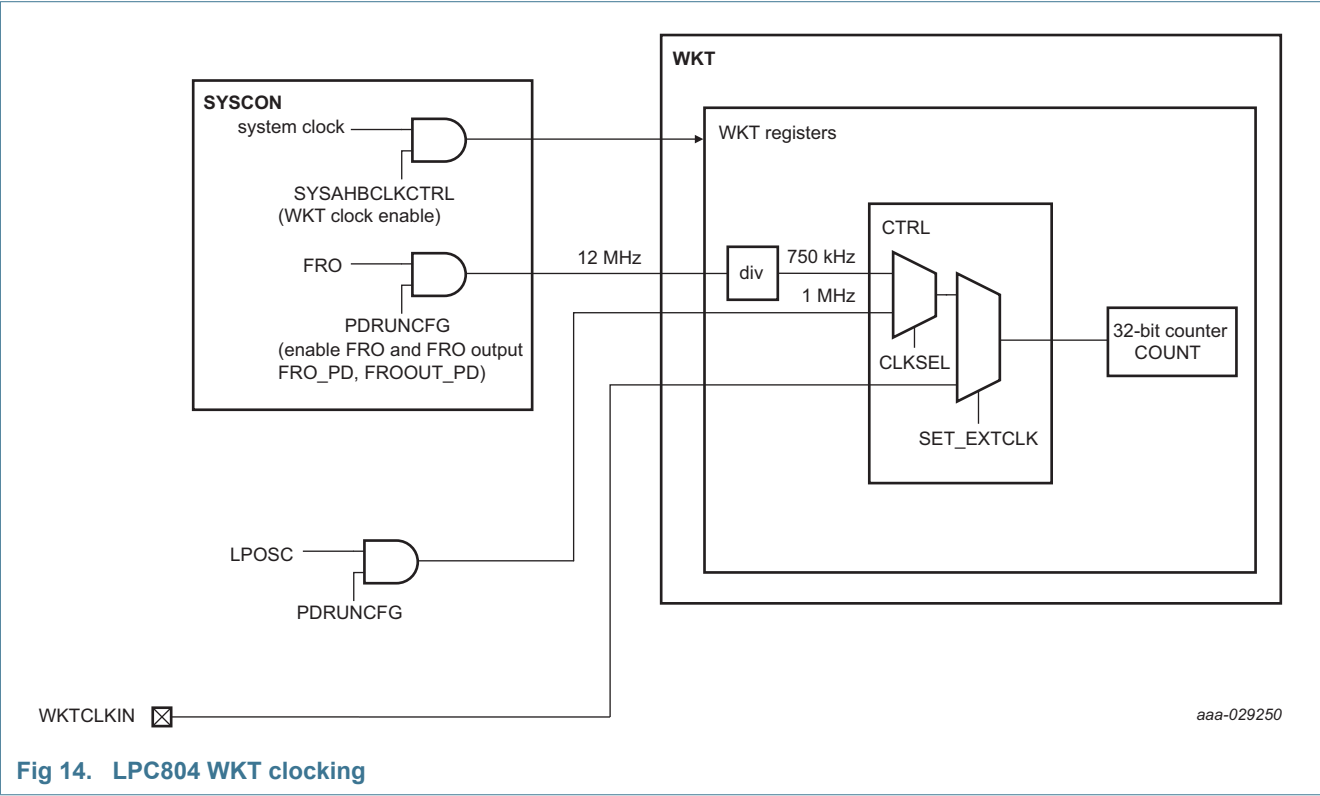 WKT
SYSCON
system clock
WKT registers
SYSAHBCLKCTRL
(WKT clock enable)
CTRL
FRO
12 MHz
div
750 kHz
1 MHz
PDRUNCFG
(enable FRO and FRO output
FRO_PD, FROOUT_PD)
32-bit counter
COUNT
CLKSEL
SET_EXTCLK
LPOSC
PDRUNCFG
WKTCLKIN
aaa-029250
Fig 14. LPC804 WKT clocking